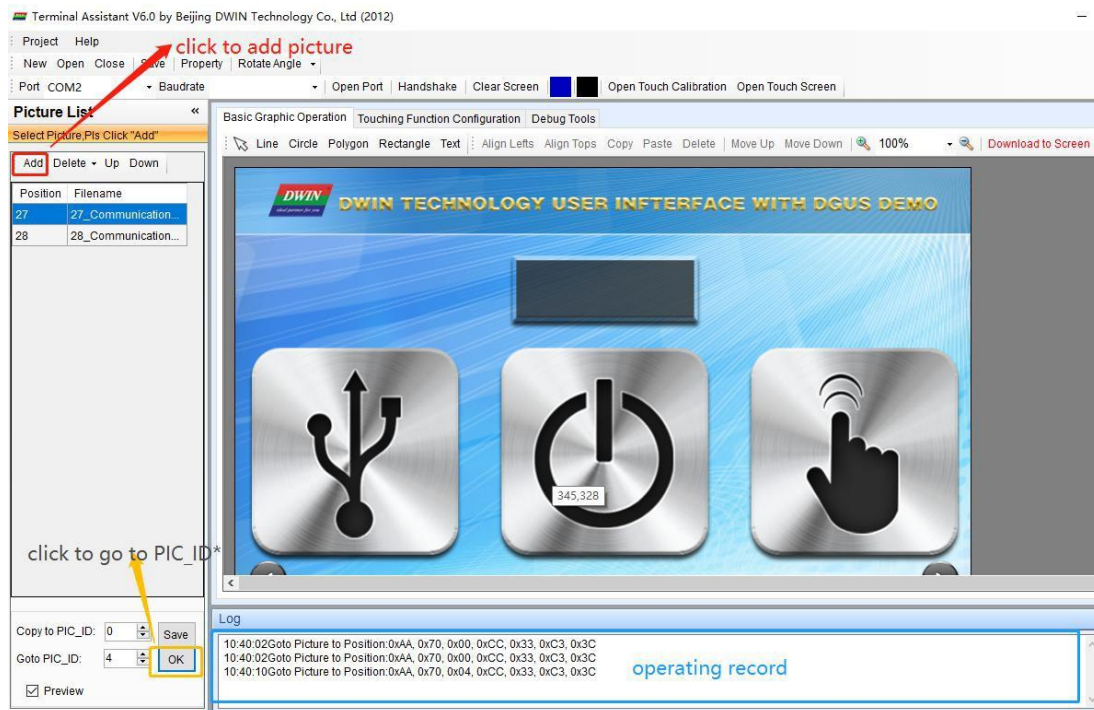 Terminal Assistant V6.0 by Beijing DWIN Technology Co., Ltd (2012)
Project Help
click to add picture
New Open Close Save Property Rotate Angle
Port COM2 Baudrate Open Port Handshake Clear Screen Open Touch Calibration Open Touch Screen
Picture List «
Select Picture,Pls Click "Add"
Add Delete Up Down
Position Filename
27 27_Communication...
28 28_Communication...
Basic Graphic Operation Touching Function Configuration Debug Tools
Line Circle Polygon Rectangle Text Align Lefts Align Tops Copy Paste Delete Move Up Move Down 100% Download to Screen
DWIN
DWIN TECHNOLOGY USER INFTERFACE WITH DGUS DEMO
345,328
click to go to PIC_ID*
Copy to PIC_ID: 0 Save
Goto PIC_ID: 4 OK
Preview
Log
10:40:02Goto Picture to Position:0xAA, 0x70, 0x00, 0xCC, 0x33, 0xC3, 0x3C
10:40:02Goto Picture to Position:0xAA, 0x70, 0x00, 0xCC, 0x33, 0xC3, 0x3C
10:40:10Goto Picture to Position:0xAA, 0x70, 0x04, 0xCC, 0x33, 0xC3, 0x3C
operating record